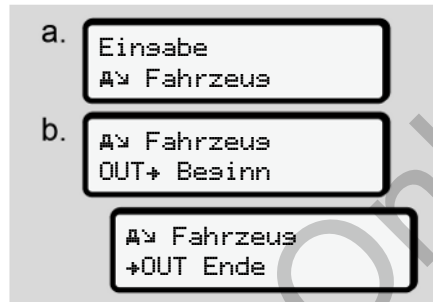 a.
Eingabe
Fahrzeug
b.
Fahrzeug
OUT→ Beginn
Fahrzeug
→OUT Ende